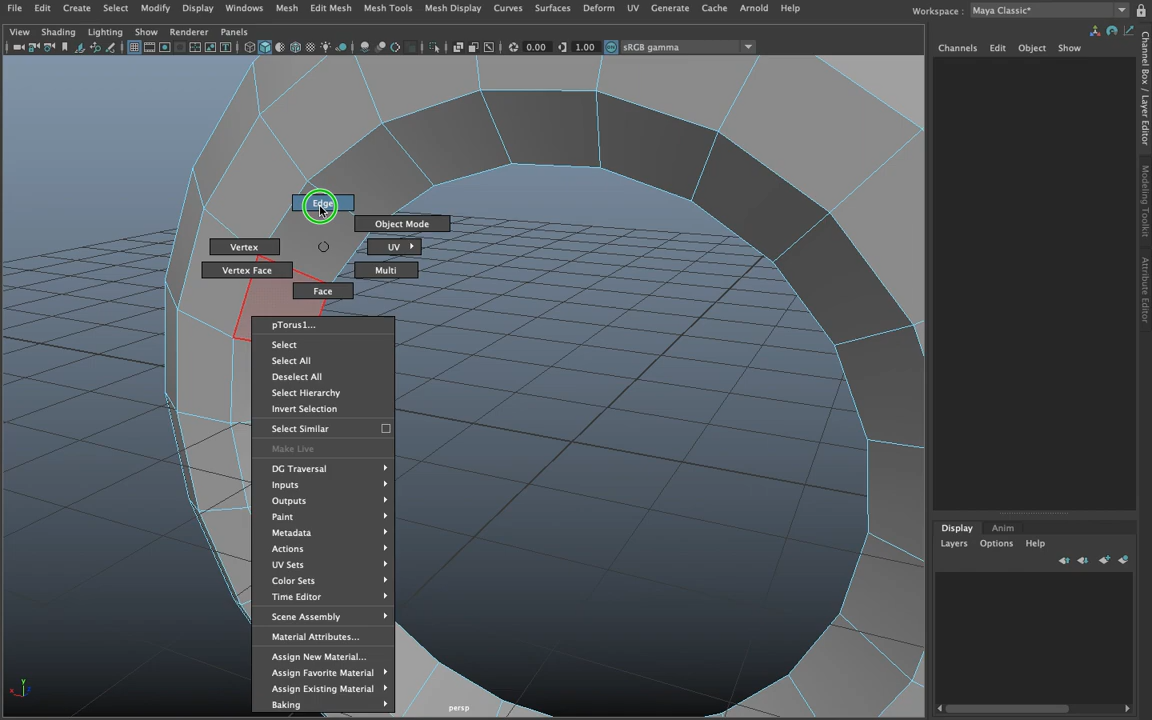 File Edit Create Select Modify Display Windows Mesh Edit Mesh Mesh Tools Mesh Display Curves Surfaces Deform UV Generate Cache Arnold Help
Workspace : Maya Classic*
View Shading Lighting Show Renderer Panels
0.00 1.00 sRGB gamma
Channels Edit Object Show
Channel Box / Layer Editor
Modeling Toolkit
Attribute Editor
Edge
Object Mode
Vertex
UV
Vertex Face
Multi
Face
pTorus1...
Select
Select All
Deselect All
Select Hierarchy
Invert Selection
Select Similar
Make Live
DG Traversal
Inputs
Outputs
Paint
Metadata
Actions
UV Sets
Color Sets
Time Editor
Scene Assembly
Material Attributes...
Assign New Material...
Assign Favorite Material
Assign Existing Material
Baking
Display Anim
Layers Options Help
persp
y